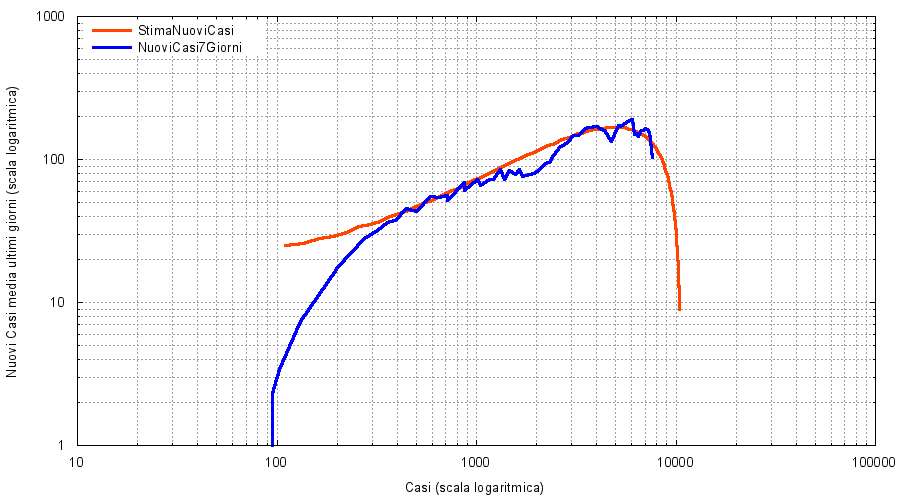 1000
StimaNuoviCasi
NuoviCasi7Giorni
100
10
1
Nuovi Casi media ultimi giorni (scala logaritmica)
10 100 1000 10000 100000
Casi (scala logaritmica)